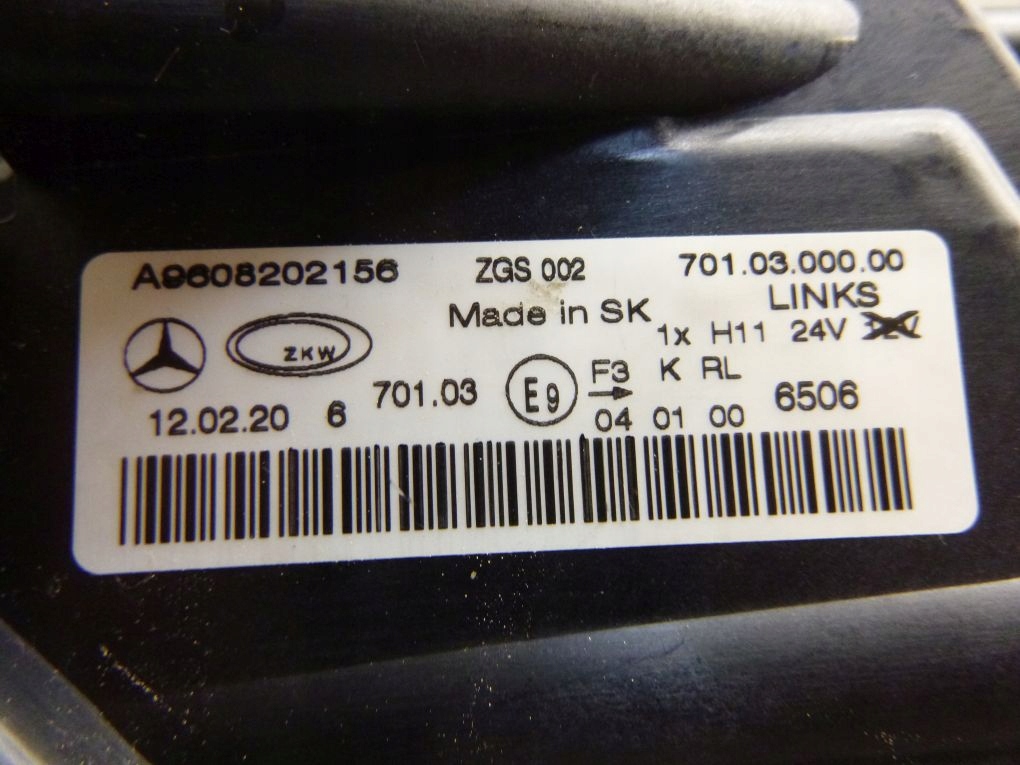 A9608202156 ZGS 002 701.03.000.00
Made in SK LINKS
1x H11 24V
ZKW
701.03 E9 F3 K RL
12.02.20 6 04 01 00 6506